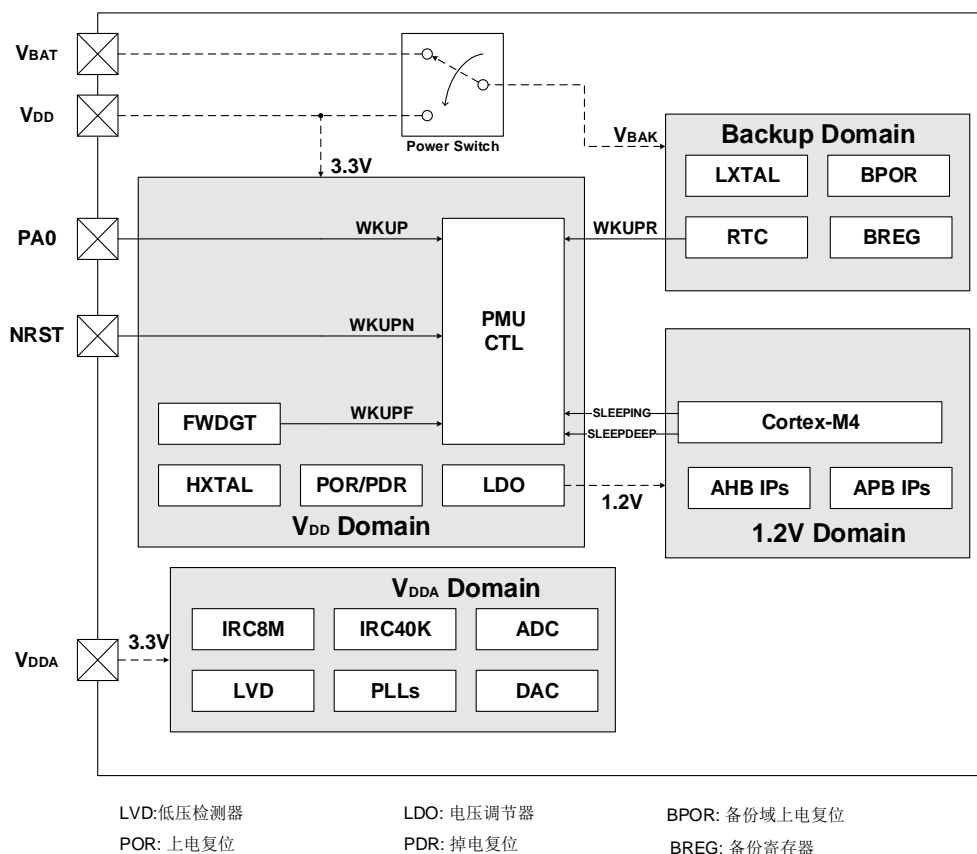 VBAT
VDD
Power Switch
3.3V
VBAK
Backup Domain
LXTAL
BPOR
RTC
BREG
PA0
WKUP
WKUPR
NRST
WKUPN
PMU
CTL
FWDGT
WKUPF
SLEEPING
SLEEPDEEP
Cortex-M4
HXTAL
POR/PDR
LDO
1.2V
AHB IPs
APB IPs
VDD Domain
1.2V Domain
VDDA Domain
VDDA
3.3V
IRC8M
IRC40K
ADC
LVD
PLLs
DAC
LVD:低压检测器
LDO: 电压调节器
BPOR: 备份域上电复位
POR: 上电复位
PDR: 掉电复位
BREG: 备份寄存器